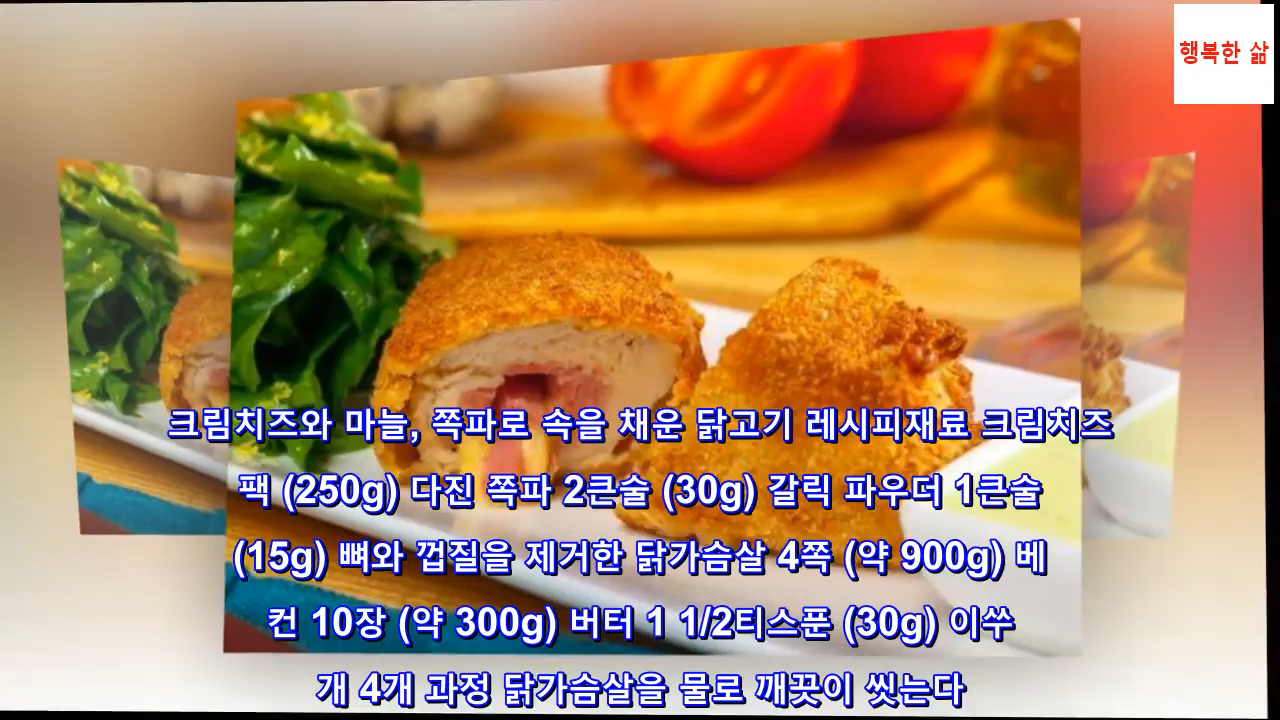 행복한 삶
크림치즈와 마늘, 쪽파로 속을 채운 닭고기 레시피재료 크림치즈
팩 (250g) 다진 쪽파 2큰술 (30g) 갈릭 파우더 1큰술
(15g) 뼈와 껍질을 제거한 닭가슴살 4쪽 (약 900g) 베
컨 10장 (약 300g) 버터 1 1/2티스푼 (30g) 이쑤
개 4개 과정 닭가슴살을 물로 깨끗이 씻는다